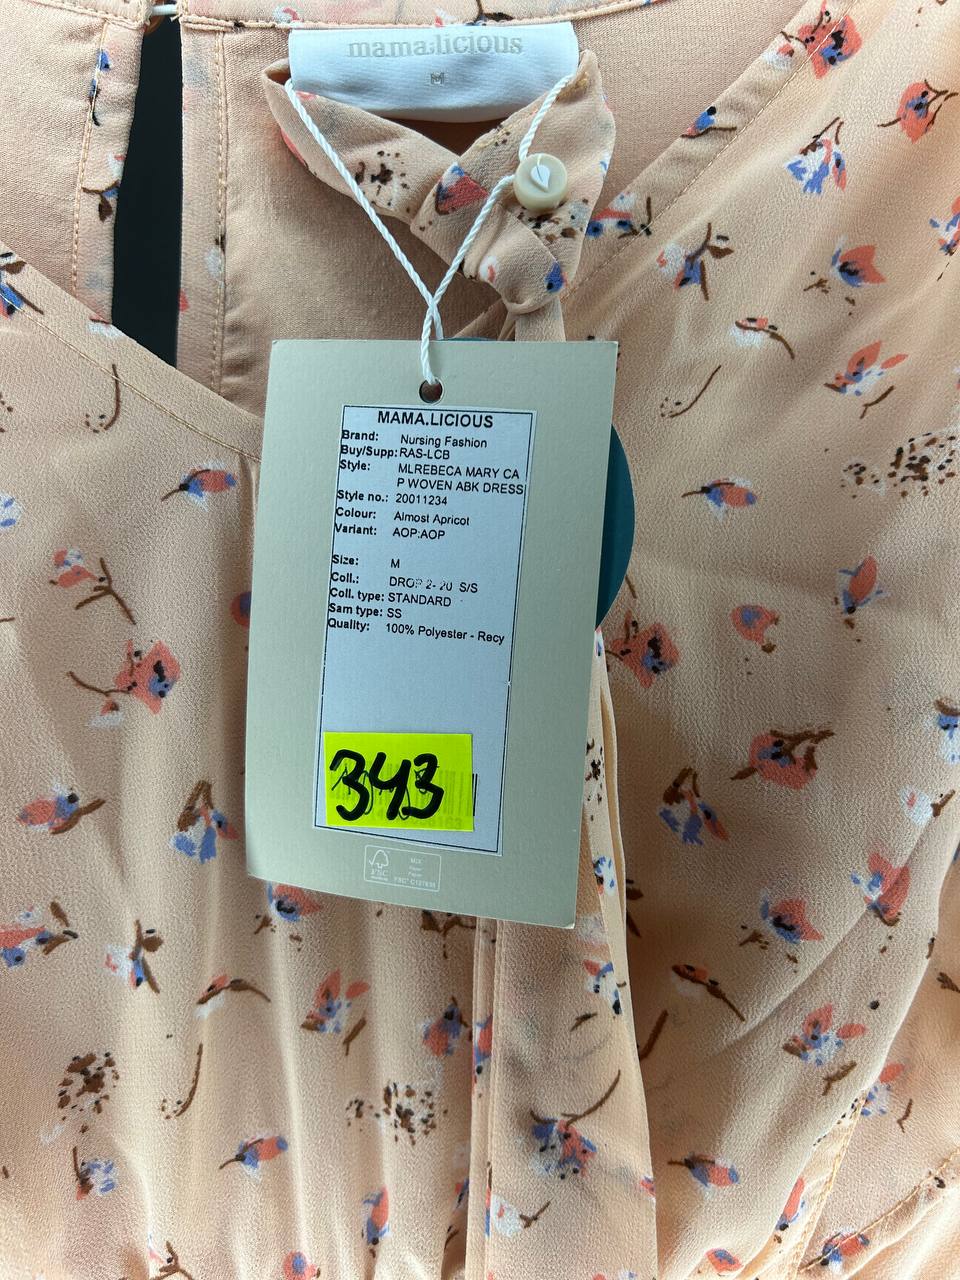 mama.licious
M
MAMA.LICIOUS
Brand: Nursing Fashion
Buy/Supp: RAS-LCB
Style: MLREBECA MARY CA
P WOVEN ABK DRESS
Style no.: 20011234
Colour: Almost Apricot
Variant: AOP:AOP
Size: M
Coll.: DROP 2- 20 S/S
Coll. type: STANDARD
Sam type: SS
Quality: 100% Polyester - Recy
343
FSC
MIX